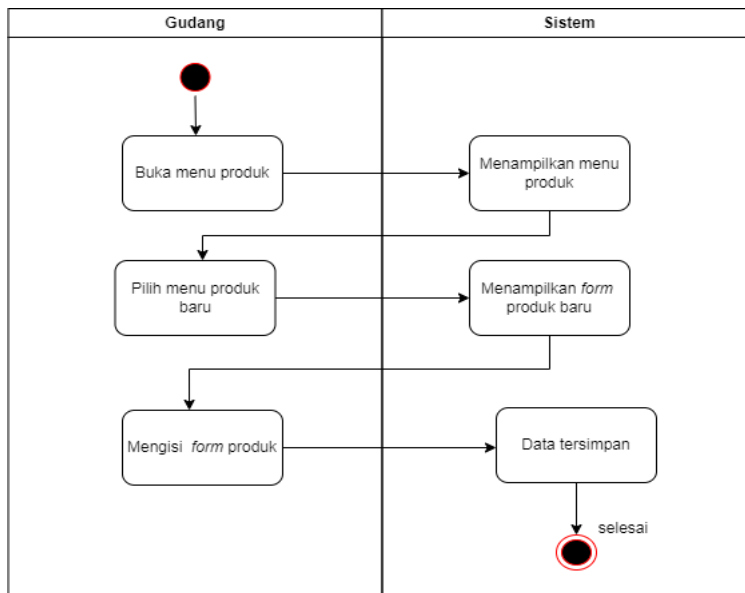 Gudang
Sistem
Buka menu produk
Menampilkan menu
produk
Pilih menu produk
baru
Menampilkan form
produk baru
Mengisi form produk
Data tersimpan
selesai